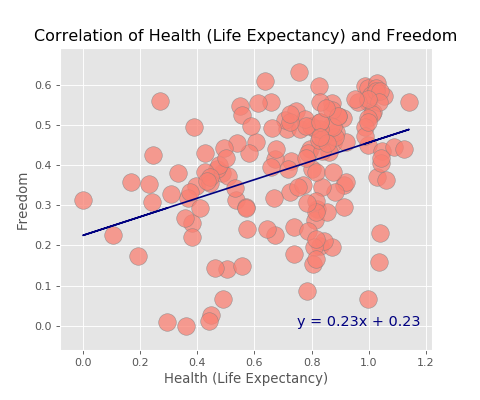 Correlation of Health (Life Expectancy) and Freedom
0.6
0.5
0.4
0.3
0.2
0.1
0.0
Freedom
y = 0.23x + 0.23
0.0 0.2 0.4 0.6 0.8 1.0 1.2
Health (Life Expectancy)